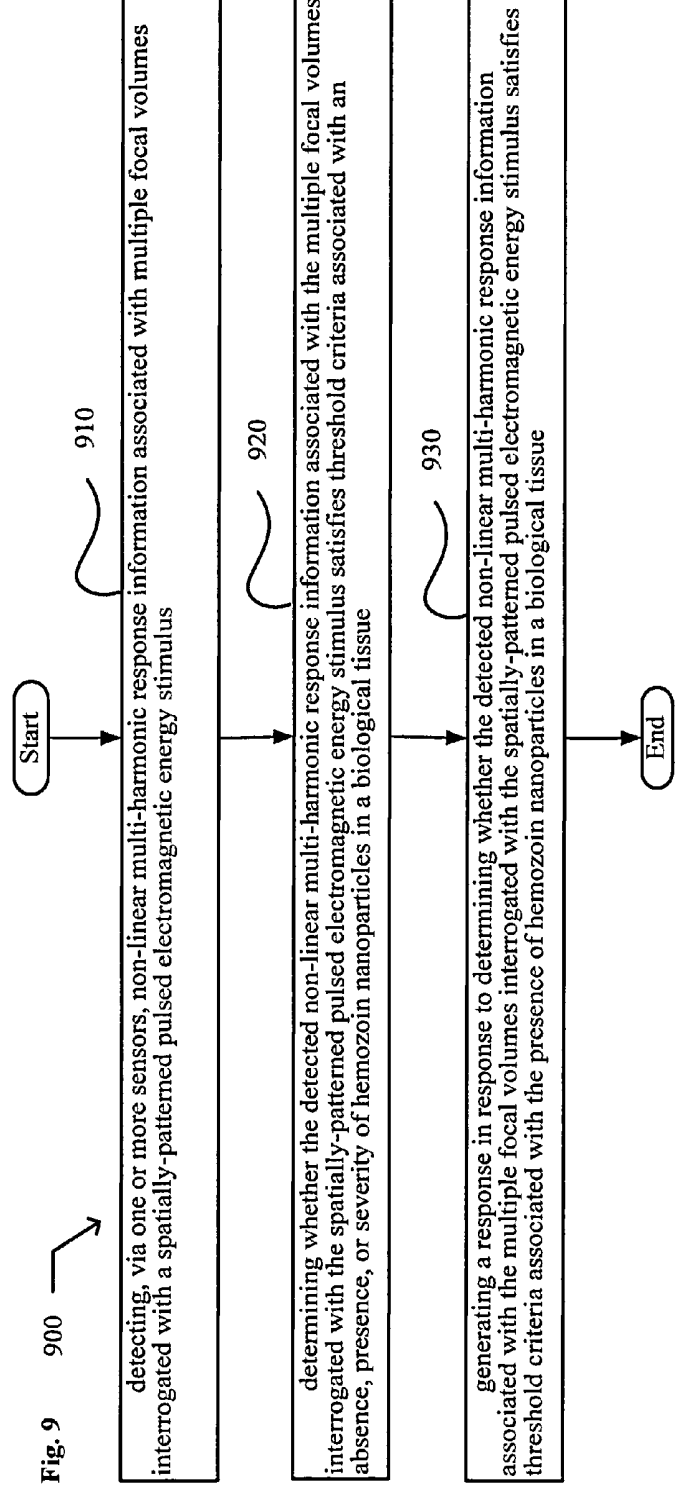 Fig. 9
900
Start
910
detecting, via one or more sensors, non-linear multi-harmonic response information associated with multiple focal volumes
interrogated with a spatially-patterned pulsed electromagnetic energy stimulus
920
determining whether the detected non-linear multi-harmonic response information associated with the multiple focal volumes
interrogated with the spatially-patterned pulsed electromagnetic energy stimulus satisfies threshold criteria associated with an
absence, presence, or severity of hemozoin nanoparticles in a biological tissue
930
generating a response in response to determining whether the detected non-linear multi-harmonic response information
associated with the multiple focal volumes interrogated with the spatially-patterned pulsed electromagnetic energy stimulus satisfies
threshold criteria associated with the presence of hemozoin nanoparticles in a biological tissue
End